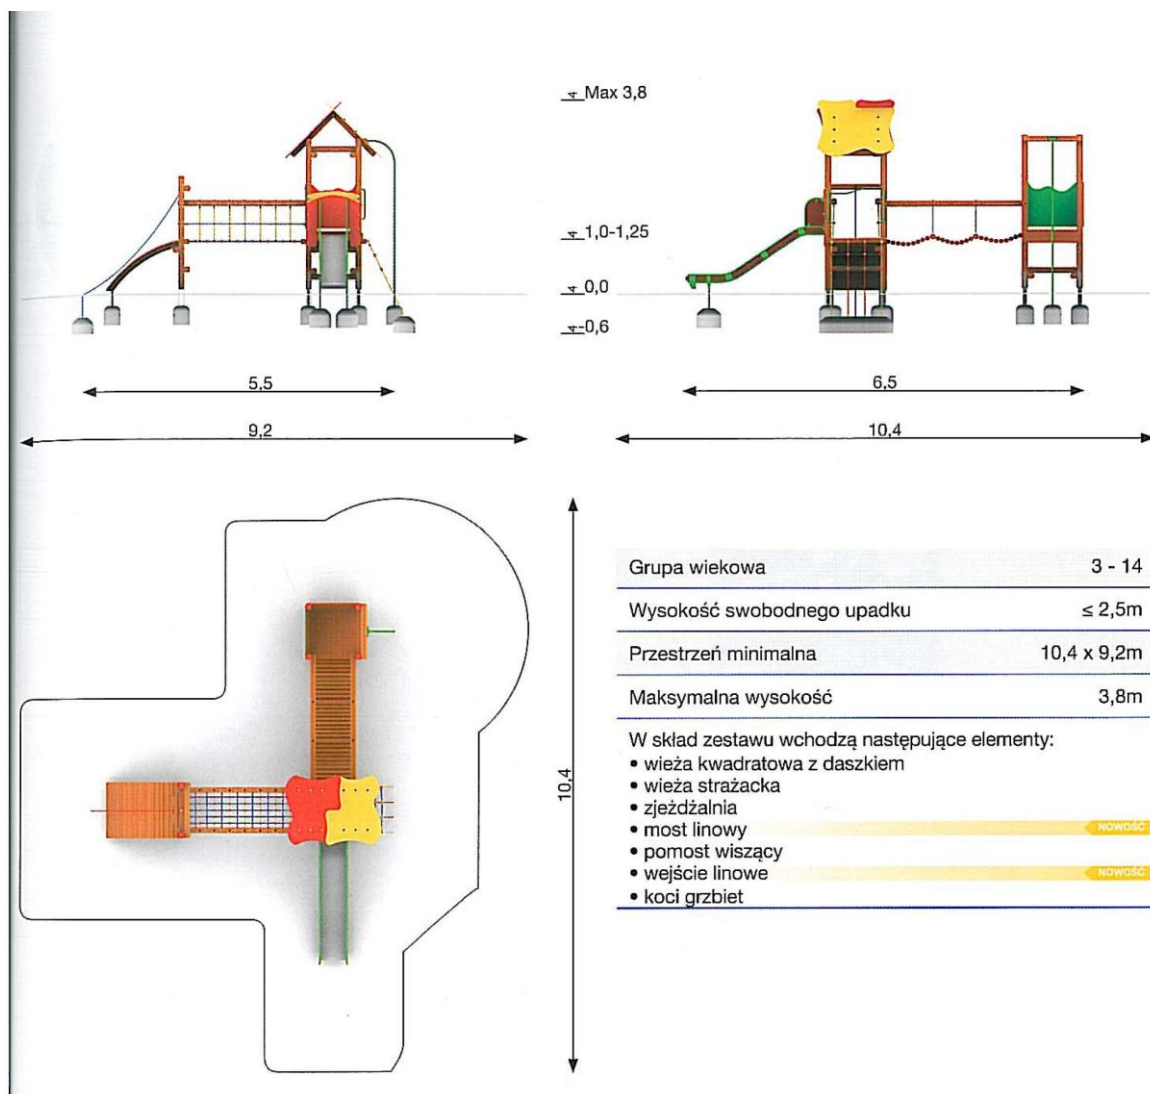 Max 3,8
1,0-1,25
0,0
-0,6
5,5
6,5
9,2
10,4
10,4
Grupa wiekowa 3 - 14
Wysokość swobodnego upadku ≤ 2,5m
Przestrzeń minimalna 10,4 x 9,2m
Maksymalna wysokość 3,8m
W skład zestawu wchodzą następujące elementy:
• wieża kwadratowa z daszkiem
• wieża strażacka
• zjeżdżalnia
• most linowy NOWOŚĆ
• pomost wiszący
• wejście linowe NOWOŚĆ
• koci grzbiet